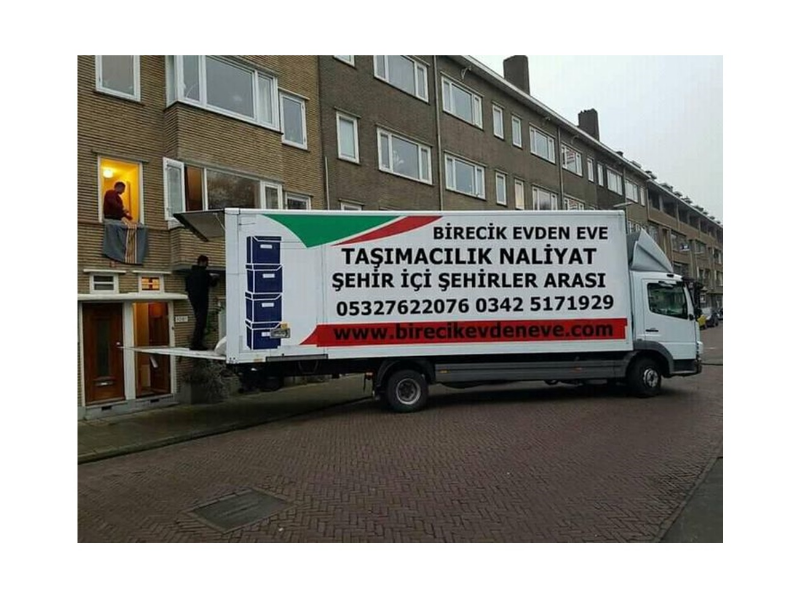 BİRECİK EVDEN EVE
TAŞIMACILIK NALİYAT
ŞEHİR İÇİ ŞEHİRLER ARASI
05327622076 0342 5171929
www.birecikevdeneve.com